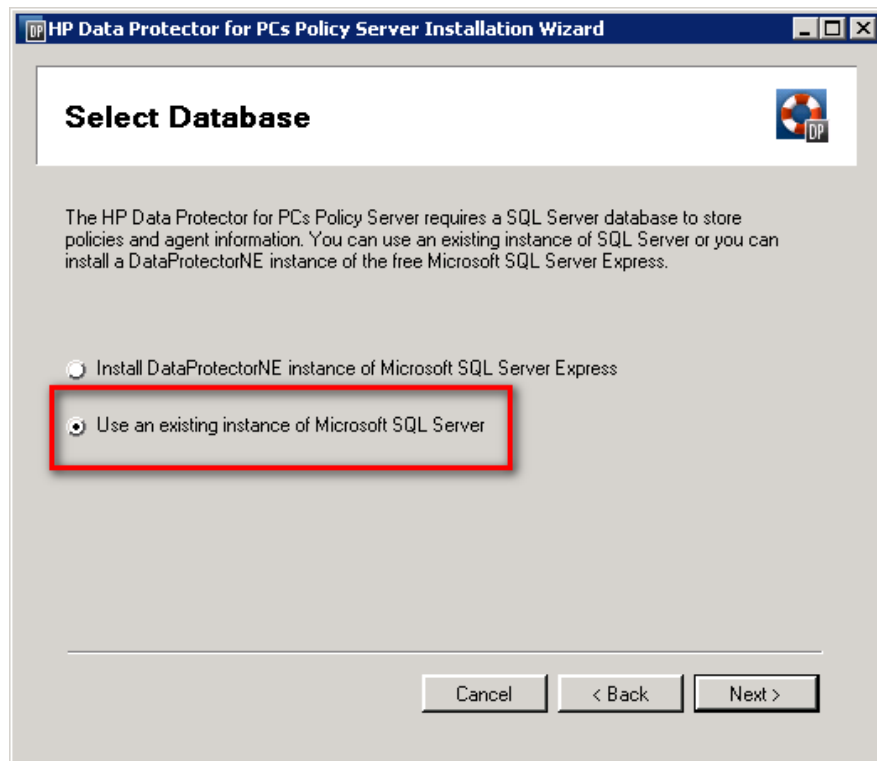 DP HP Data Protector for PCs Policy Server Installation Wizard
Select Database
DP
The HP Data Protector for PCs Policy Server requires a SQL Server database to store
policies and agent information. You can use an existing instance of SQL Server or you can
install a DataProtectorNE instance of the free Microsoft SQL Server Express.
Install DataProtectorNE instance of Microsoft SQL Server Express
Use an existing instance of Microsoft SQL Server
Cancel < Back Next >